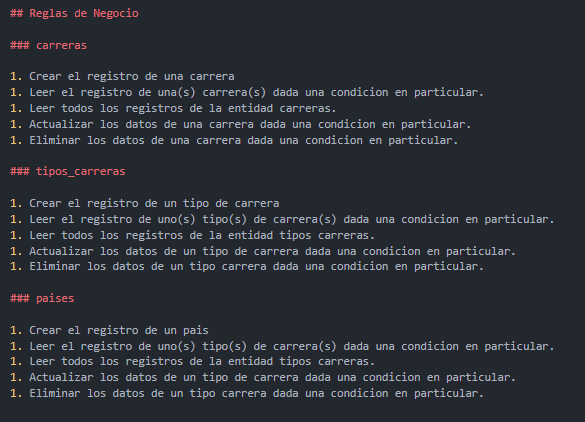 ## Reglas de Negocio
### carreras
1. Crear el registro de una carrera
1. Leer el registro de una(s) carrera(s) dada una condicion en particular.
1. Leer todos los registros de la entidad carreras.
1. Actualizar los datos de una carrera dada una condicion en particular.
1. Eliminar los datos de una carrera dada una condicion en particular.
### tipos_carreras
1. Crear el registro de un tipo de carrera
1. Leer el registro de uno(s) tipo(s) de carrera(s) dada una condicion en particular.
1. Leer todos los registros de la entidad tipos carreras.
1. Actualizar los datos de un tipo de carrera dada una condicion en particular.
1. Eliminar los datos de un tipo carrera dada una condicion en particular.
### paises
1. Crear el registro de un pais
1. Leer el registro de uno(s) tipo(s) de carrera(s) dada una condicion en particular.
1. Leer todos los registros de la entidad tipos carreras.
1. Actualizar los datos de un tipo de carrera dada una condicion en particular.
1. Eliminar los datos de un tipo carrera dada una condicion en particular.